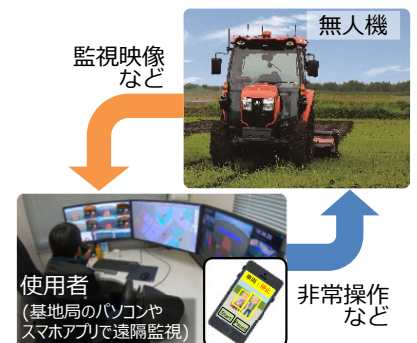 無人機
監視映像
など
使用者
(基地局のパソコンや
スマホアプリで遠隔監視)
非常操作
など